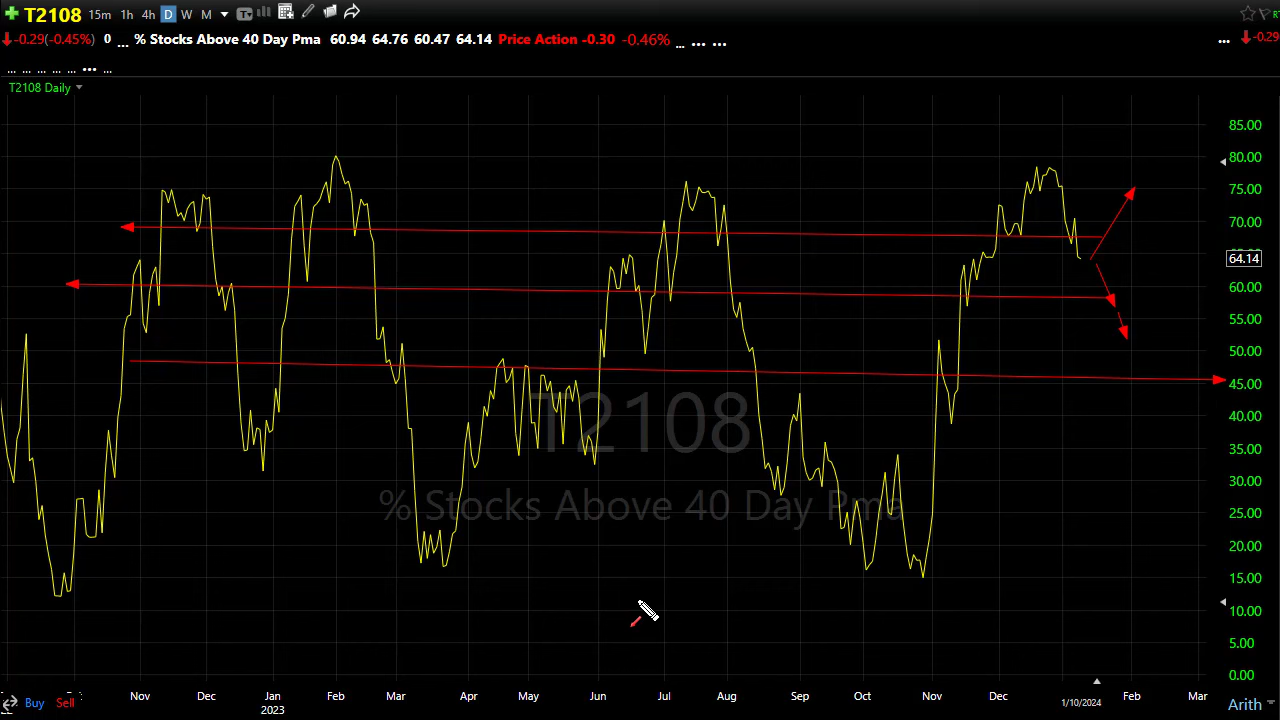 T2108 15m 1h 4h D W M
-0.29(-0.45%) 0 ... % Stocks Above 40 Day Pma 60.94 64.76 60.47 64.14 Price Action -0.30 -0.46% ... ... ... ... -0.29
... ... ... ... ... ... ...
T2108 Daily
85.00
80.00
75.00
70.00
64.14
60.00
55.00
50.00
45.00
40.00
35.00
30.00
25.00
20.00
15.00
10.00
5.00
0.00
T2108
% Stocks Above 40 Day Pma
Nov Dec Jan Feb Mar Apr May Jun Jul Aug Sep Oct Nov Dec Feb Mar
2023 1/10/2024
Buy Sell Arith